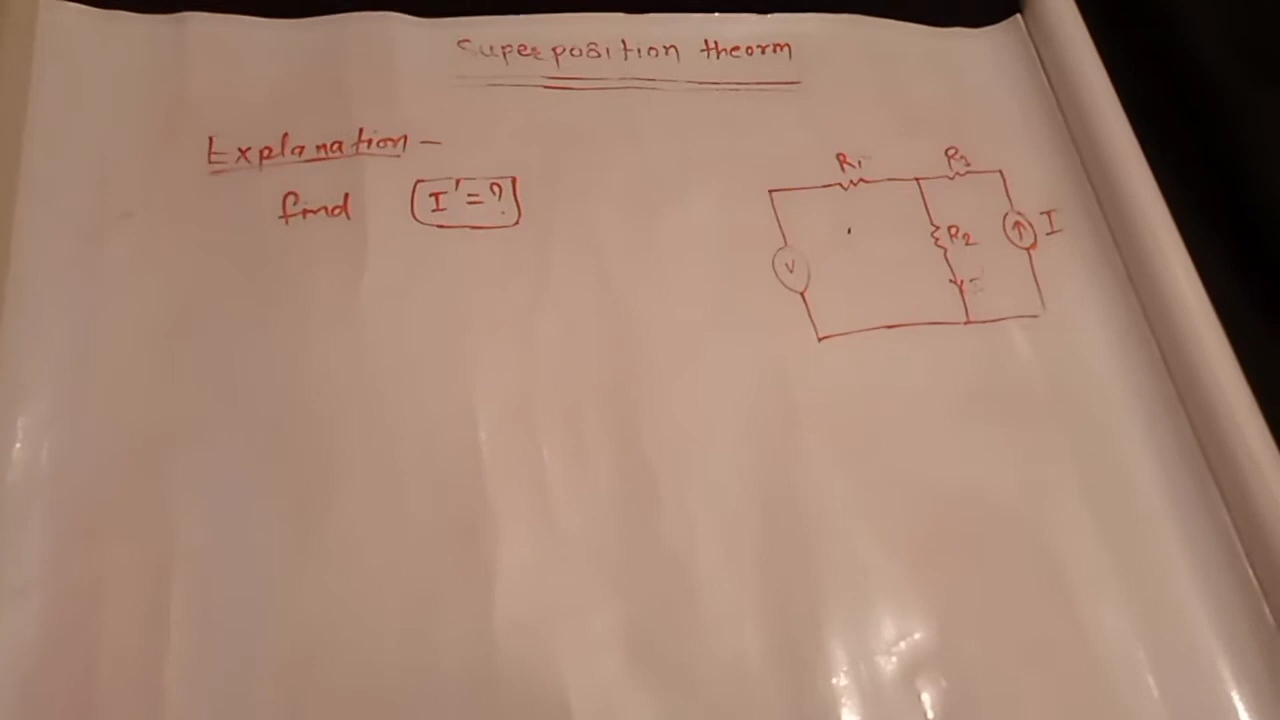 Superposition theorm
Explanation -
find I' = ?
R1
R3
R2
I
V